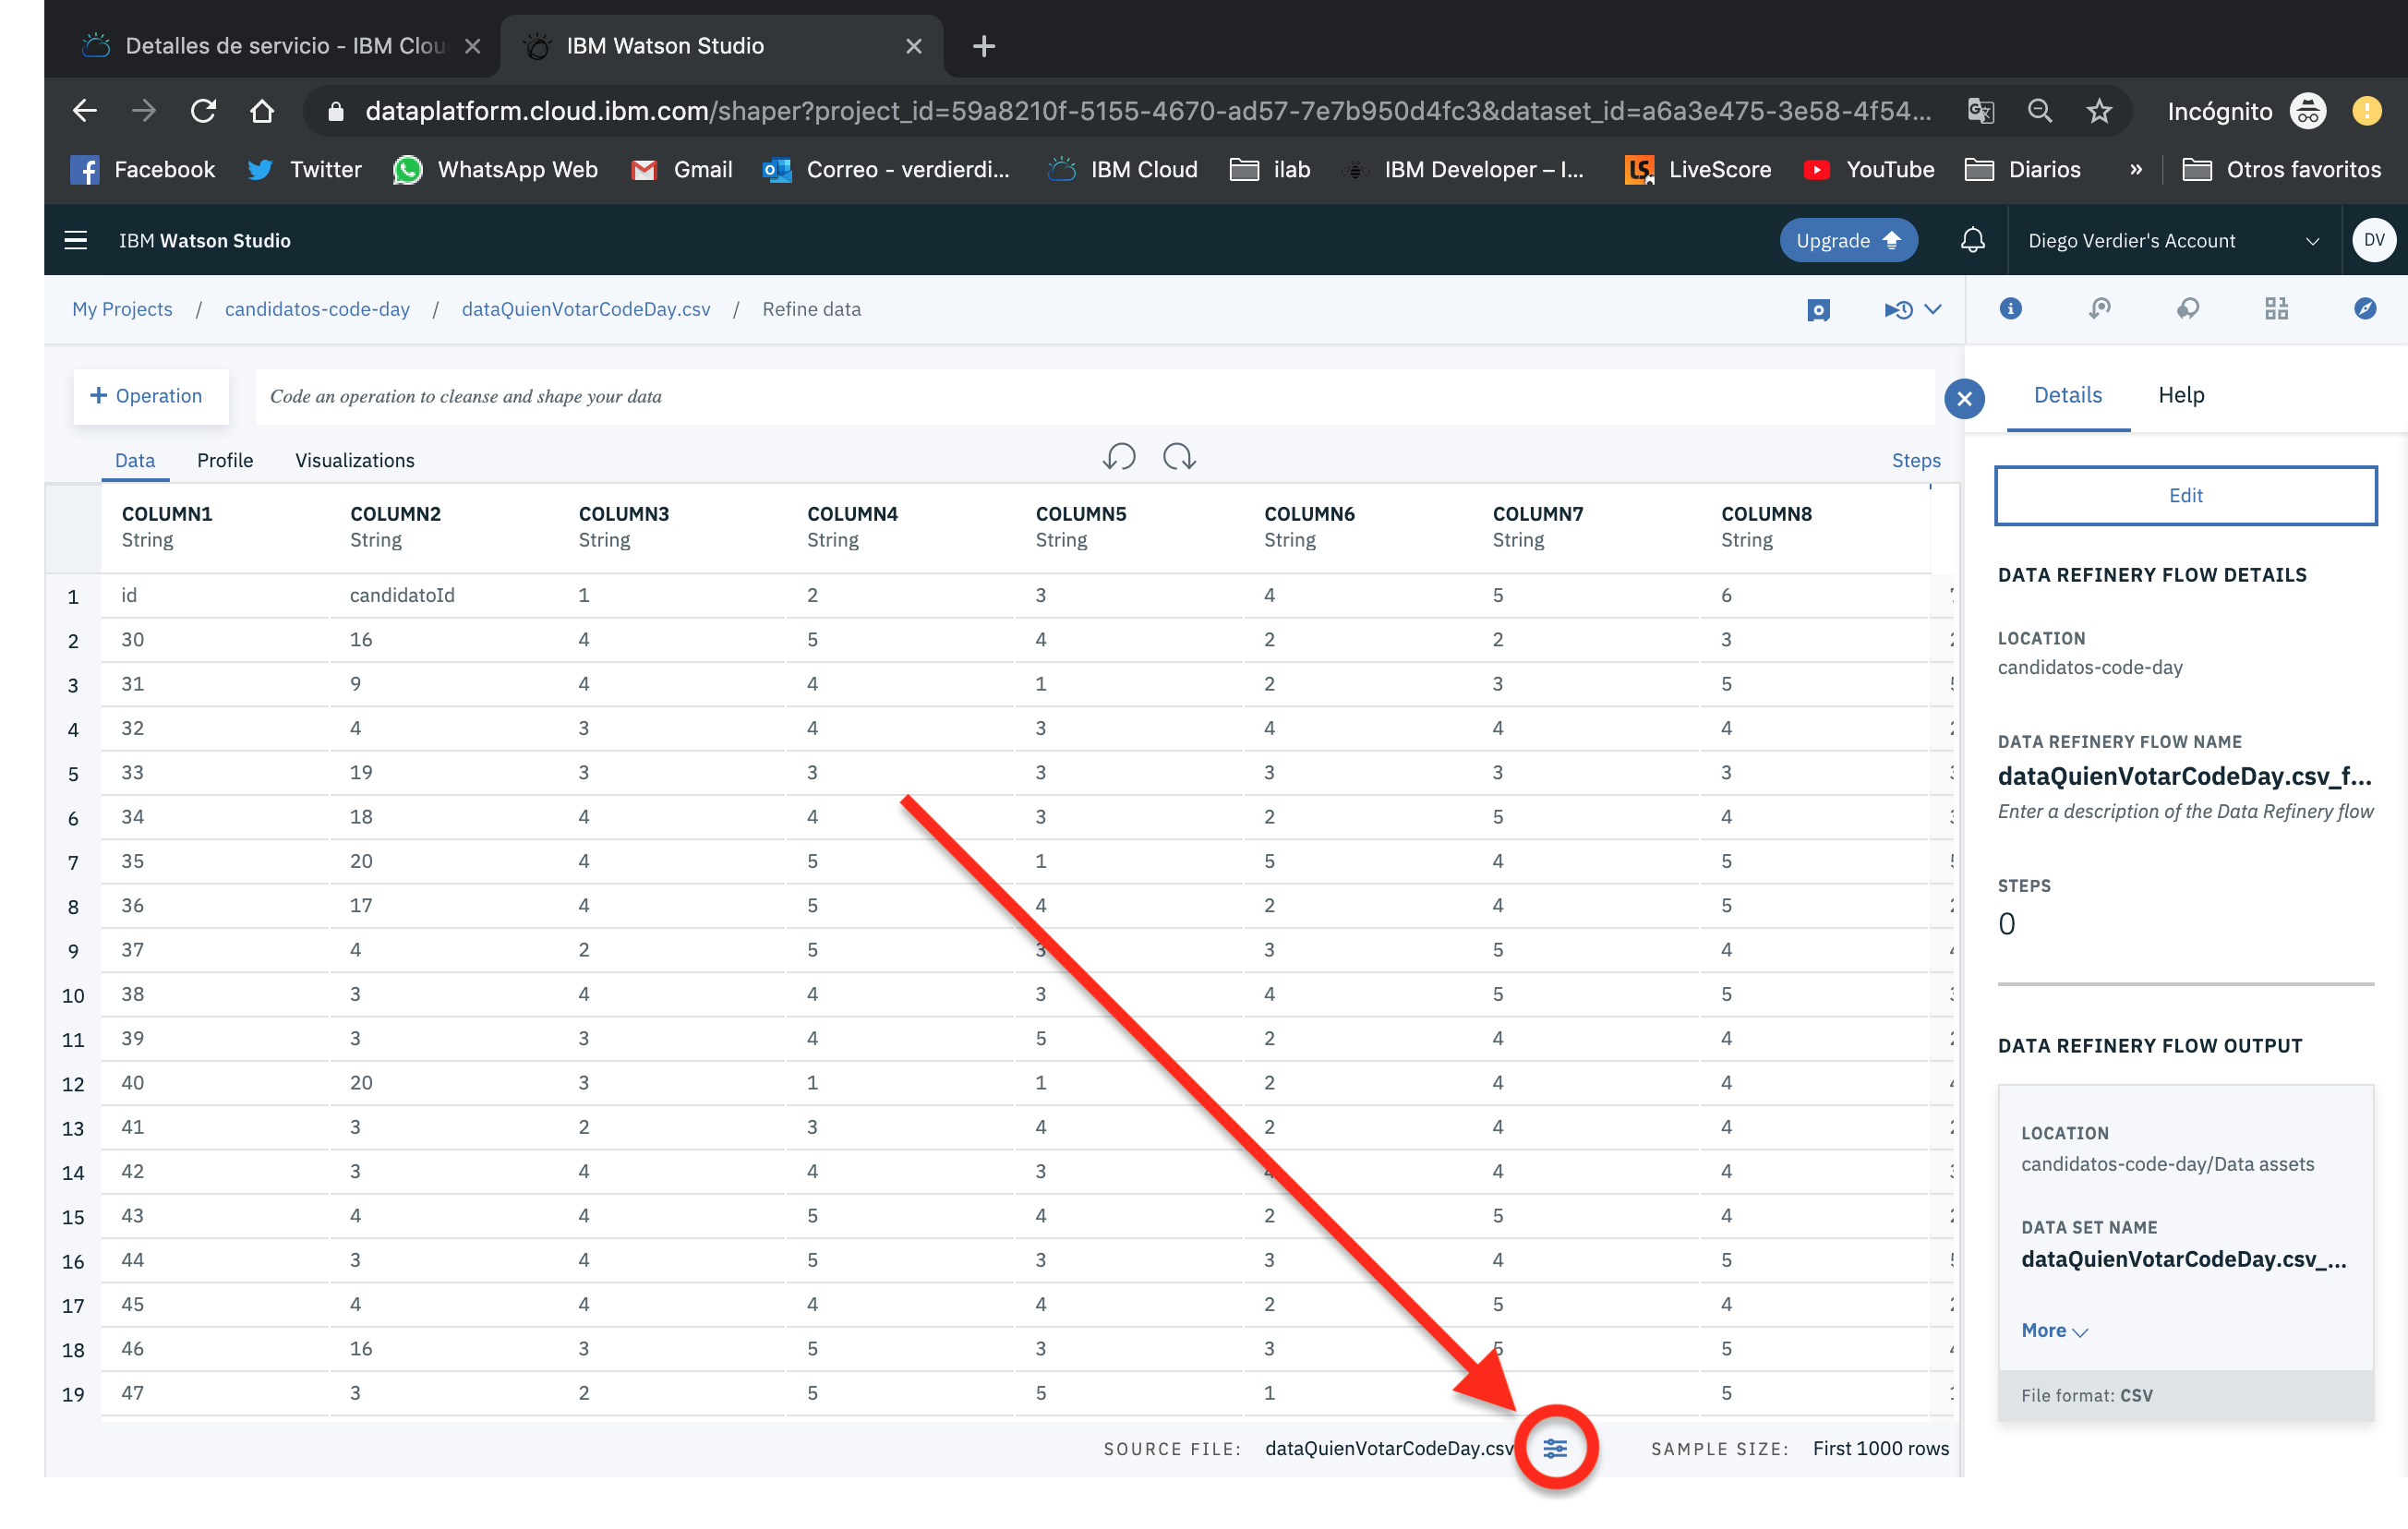 Detalles de servicio - IBM Clou
IBM Watson Studio
dataplatform.cloud.ibm.com/shaper?project_id=59a8210f-5155-4670-ad57-7e7b950d4fc3&dataset_id=a6a3e475-3e58-4f54...
Incógnito
Facebook Twitter WhatsApp Web Gmail Correo - verdierdi... IBM Cloud ilab IBM Developer – I... LiveScore YouTube Diarios » Otros favoritos
IBM Watson Studio
Upgrade
Diego Verdier's Account
DV
My Projects / candidatos-code-day / dataQuienVotarCodeDay.csv / Refine data
+ Operation
Code an operation to cleanse and shape your data
Data Profile Visualizations
Steps
COLUMN1 COLUMN2 COLUMN3 COLUMN4 COLUMN5 COLUMN6 COLUMN7 COLUMN8
String String String String String String String String
1 id candidatoId 1 2 3 4 5 6
2 30 16 4 5 4 2 2 3
3 31 9 4 4 1 2 3 5
4 32 4 3 4 3 4 4 4
5 33 19 3 3 3 3 3 3
6 34 18 4 4 3 2 5 4
7 35 20 4 5 1 5 4 5
8 36 17 4 5 4 2 4 5
9 37 4 2 5 3 3 5 4
10 38 3 4 4 3 4 5 5
11 39 3 3 4 5 2 4 4
12 40 20 3 1 1 2 4 4
13 41 3 2 3 4 2 4 4
14 42 3 4 4 3 4 4 4
15 43 4 4 5 4 2 5 4
16 44 3 4 5 3 3 4 5
17 45 4 4 4 4 2 5 4
18 46 16 3 5 3 3 5 5
19 47 3 2 5 5 1 5
SOURCE FILE: dataQuienVotarCodeDay.csv
SAMPLE SIZE: First 1000 rows
Details Help
Edit
DATA REFINERY FLOW DETAILS
LOCATION
candidatos-code-day
DATA REFINERY FLOW NAME
dataQuienVotarCodeDay.csv_f...
Enter a description of the Data Refinery flow
STEPS
0
DATA REFINERY FLOW OUTPUT
LOCATION
candidatos-code-day/Data assets
DATA SET NAME
dataQuienVotarCodeDay.csv_...
More
File format: CSV